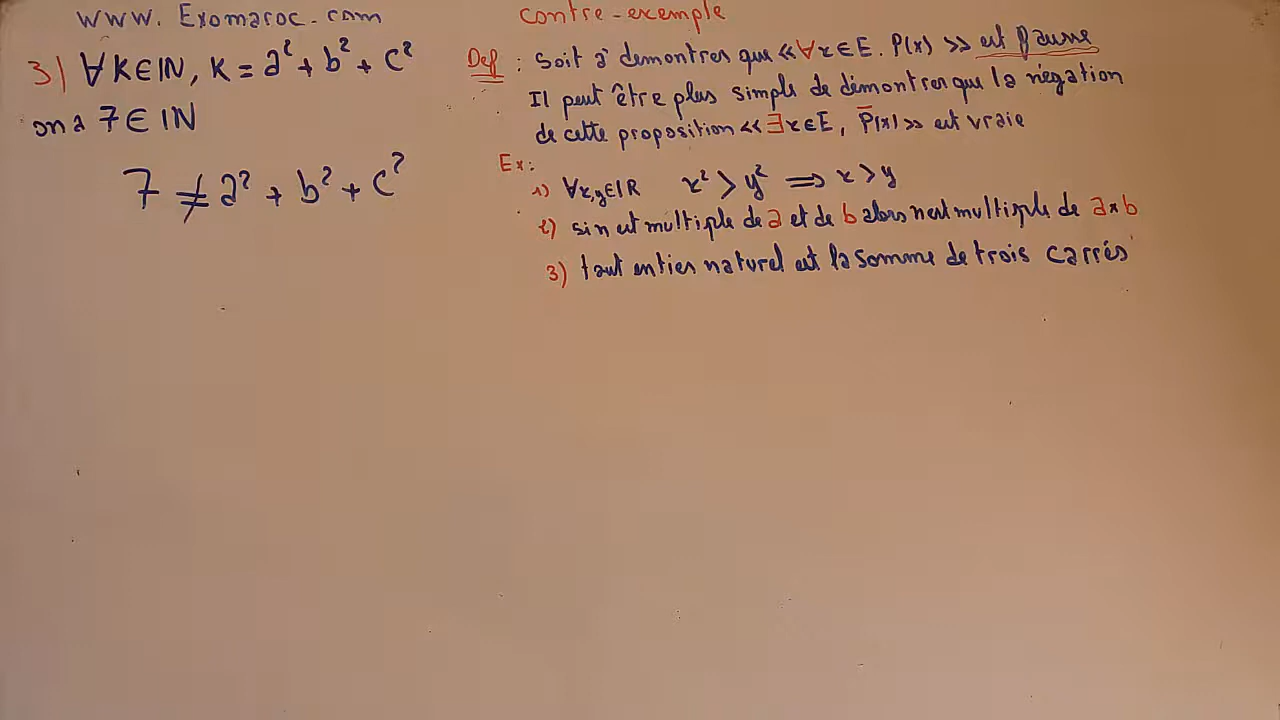 www. Exomaroc.com
contre-exemple
3) ∀K∈IN, K = a² + b² + c²
on a 7 ∈ IN
7 ≠ a² + b² + c²
Def : Soit à demontrer que «∀x∈E. P(x) » est fausse
Il peut être plus simple de démontrer que la négation
de cette proposition « ∃x∈E, P̅(x) » est vraie
Ex:
1) ∀x,y∈IR x² > y² ⟹ x > y
2) si n est multiple de a et de b alors n est multiple de a×b
3) tout entier naturel est la somme de trois carrés